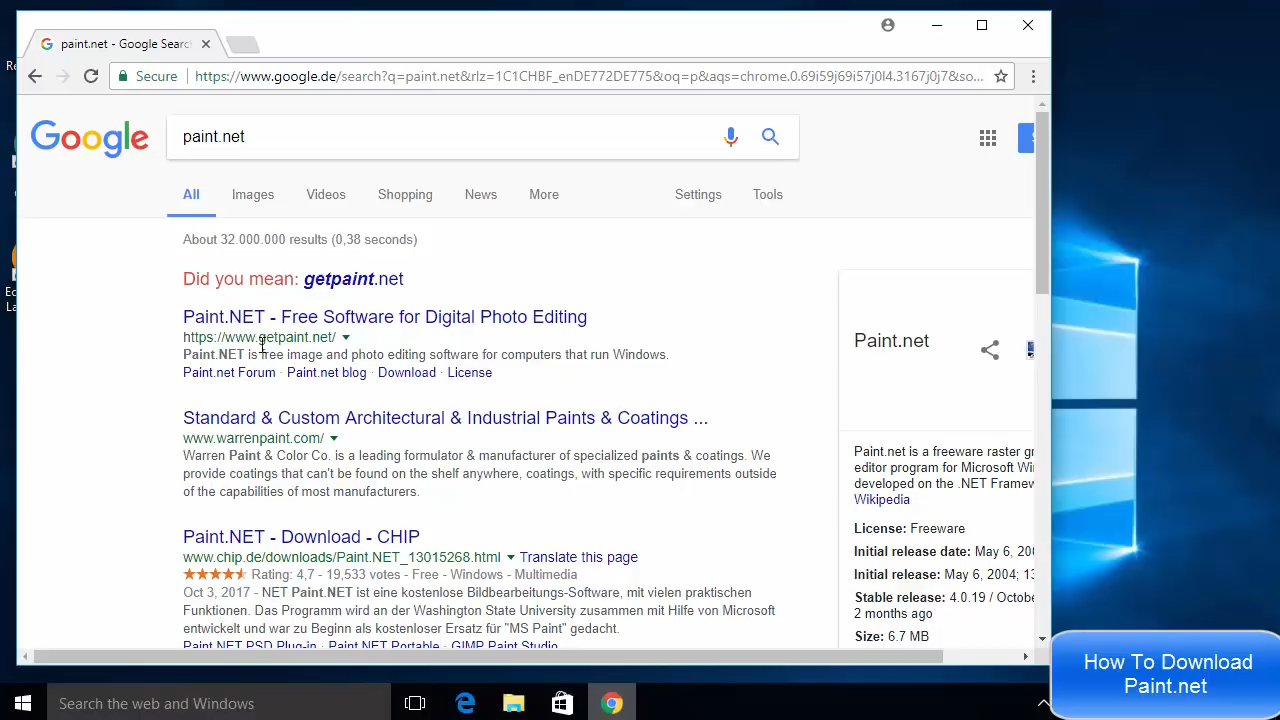 paint.net - Google Searc
Secure
https://www.google.de/search?q=paint.net&rlz=1C1CHBF_enDE772DE775&oq=p&aqs=chrome.0.69i59j69i57j0l4.3167j0j7&so...
Google
paint.net
All
Images
Videos
Shopping
News
More
Settings
Tools
About 32.000.000 results (0,38 seconds)
Did you mean: getpaint.net
Paint.NET - Free Software for Digital Photo Editing
https://www.getpaint.net/
Paint.NET is free image and photo editing software for computers that run Windows.
Paint.net Forum · Paint.net blog · Download · License
Standard & Custom Architectural & Industrial Paints & Coatings ...
www.warrenpaint.com/
Warren Paint & Color Co. is a leading formulator & manufacturer of specialized paints & coatings. We
provide coatings that can't be found on the shelf anywhere, coatings, with specific requirements outside
of the capabilities of most manufacturers.
Paint.NET - Download - CHIP
www.chip.de/downloads/Paint.NET_13015268.html
Translate this page
Rating: 4,7 - 19,533 votes - Free - Windows - Multimedia
Oct 3, 2017 - NET Paint.NET ist eine kostenlose Bildbearbeitungs-Software, mit vielen praktischen
Funktionen. Das Programm wird an der Washington State University zusammen mit Hilfe von Microsoft
entwickelt und war zu Beginn als kostenloser Ersatz für "MS Paint" gedacht.
Paint.NET PSD Plug-in · Paint.NET Portable · GIMP Paint Studio
Paint.net
Paint.net is a freeware raster gr
editor program for Microsoft Wi
developed on the .NET Framew
Wikipedia
License: Freeware
Initial release date: May 6, 200
Initial release: May 6, 2004; 13
Stable release: 4.0.19 / Octobe
2 months ago
Size: 6.7 MB
How To Download
Paint.net
Search the web and Windows